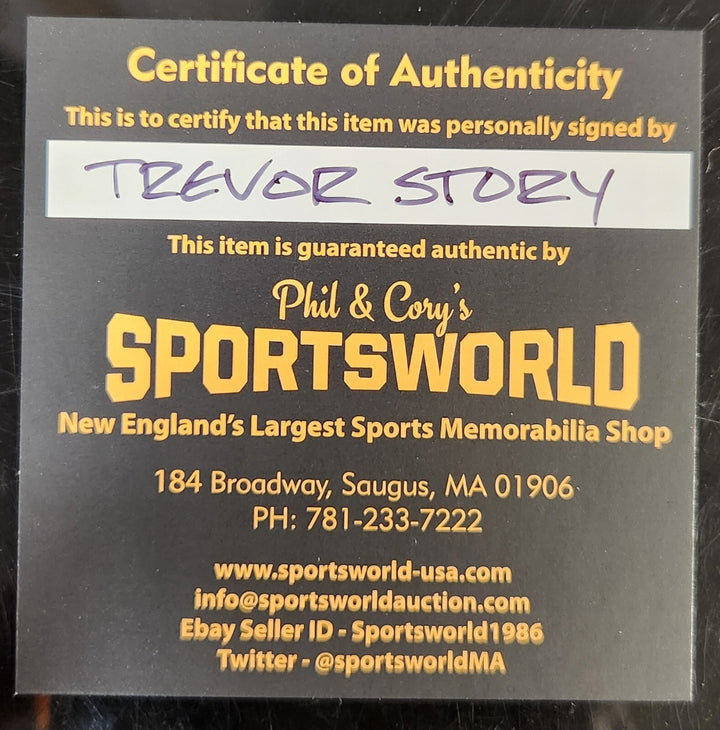 Certificate of Authenticity
This is to certify that this item was personally signed by
TREVOR STORY
This item is guaranteed authentic by
Phil & Cory's
SPORTSWORLD
New England's Largest Sports Memorabilia Shop
184 Broadway, Saugus, MA 01906
PH: 781-233-7222
www.sportsworld-usa.com
info@sportsworldauction.com
Ebay Seller ID - Sportsworld1986
Twitter - @sportsworldMA